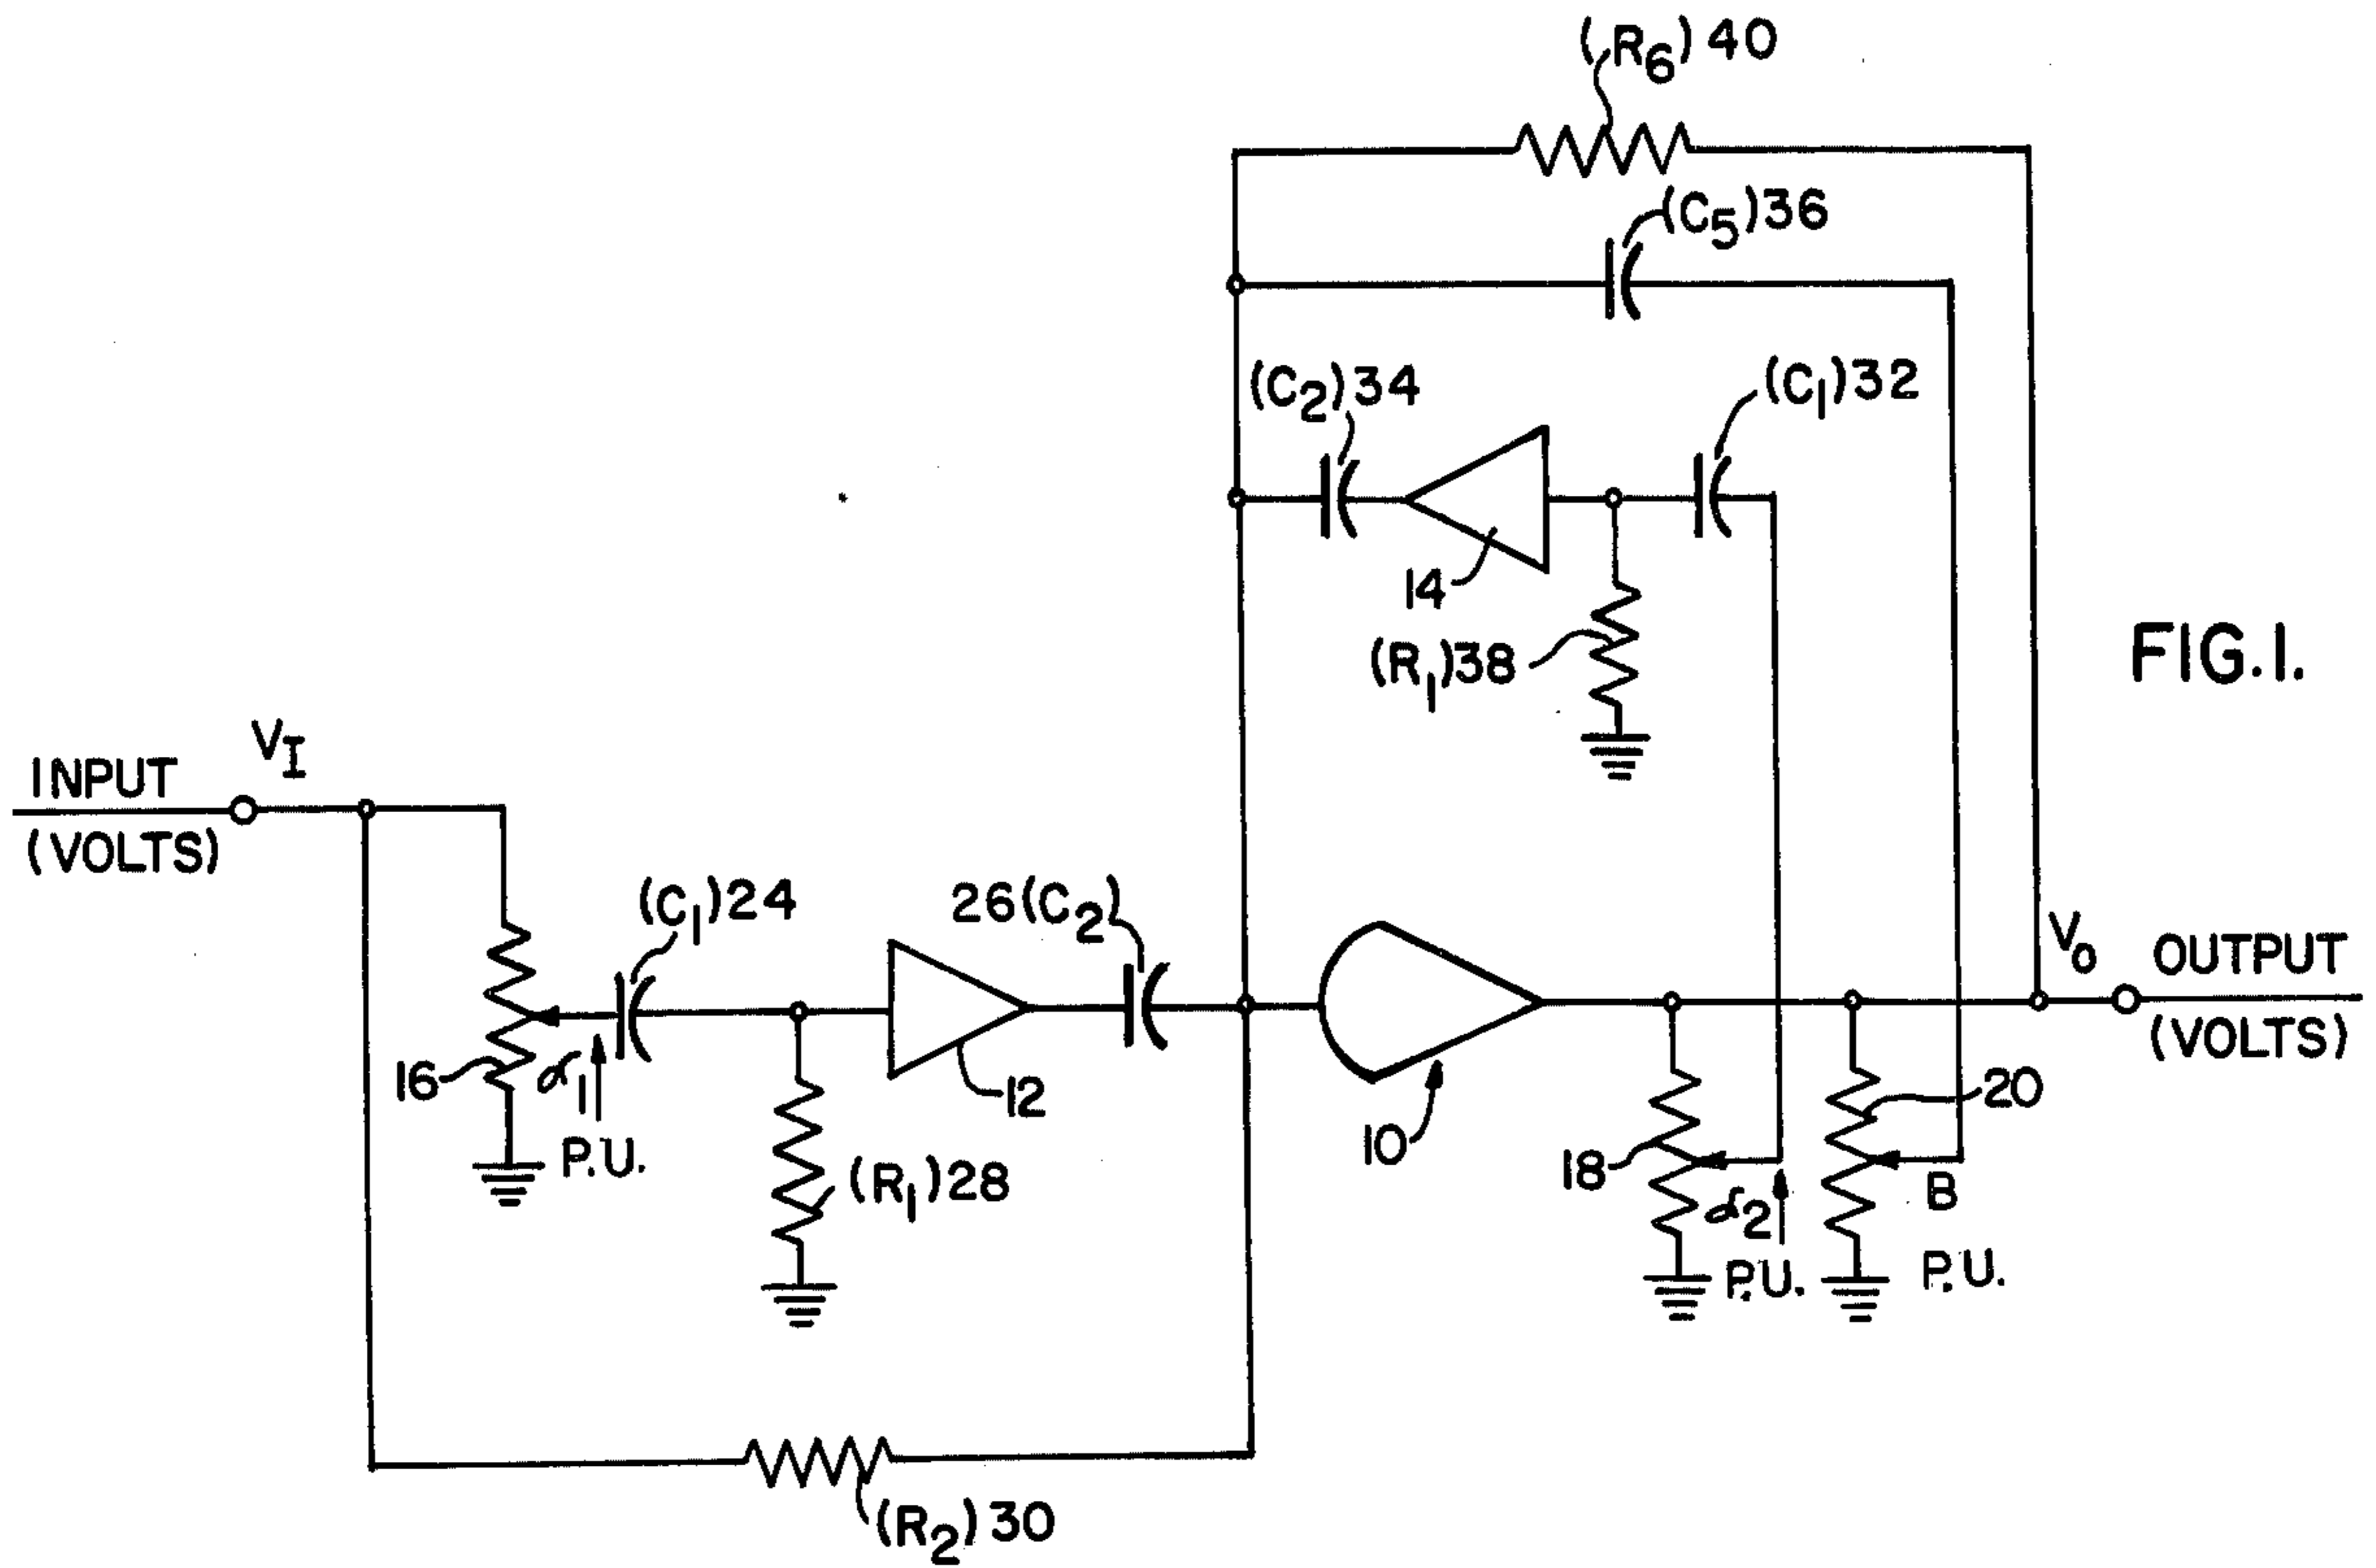 (R6)40
(C5)36
(C2)34
(C1)32
14
(R1)38
FIG.1.
VI
INPUT
(VOLTS)
(C1)24
26(C2)
VO
OUTPUT
(VOLTS)
16
α1
P.U.
12
10
20
18
α2
B
(R1)28
P.U.
P.U.
(R2)30